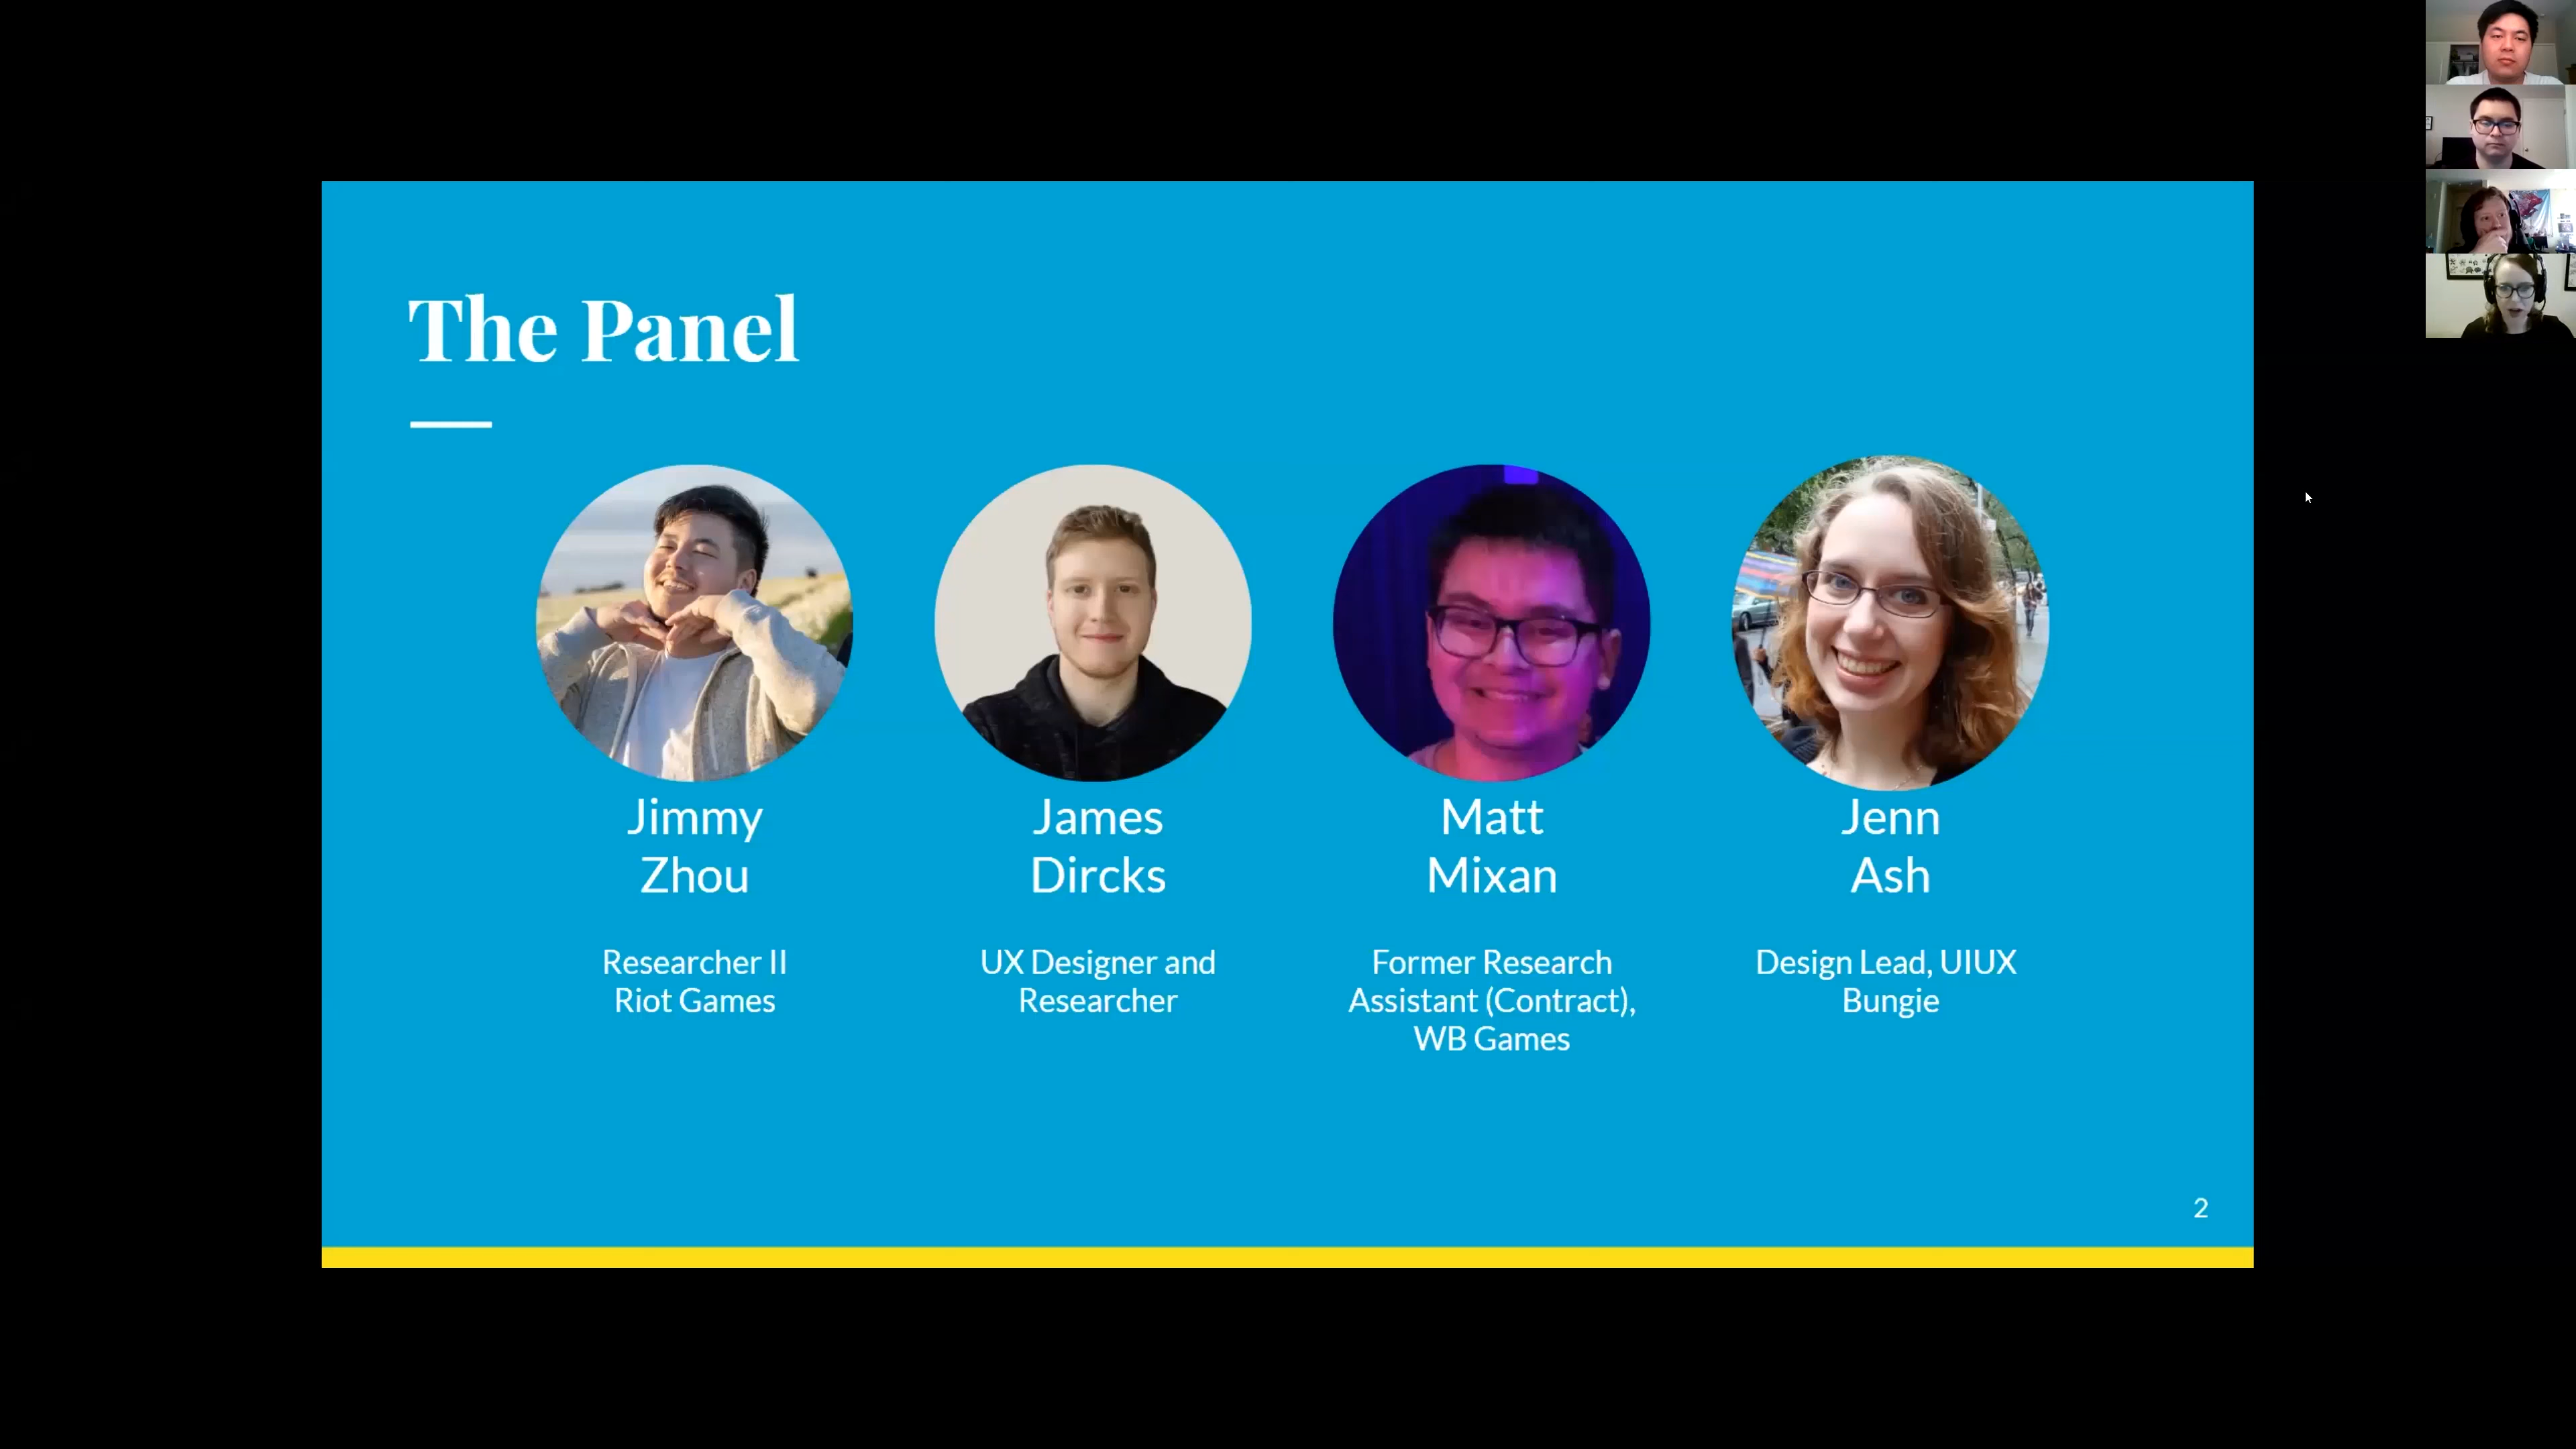 The Panel
Jimmy
Zhou
Researcher II
Riot Games
James
Dircks
UX Designer and
Researcher
Matt
Mixan
Former Research
Assistant (Contract),
WB Games
Jenn
Ash
Design Lead, UIUX
Bungie
2